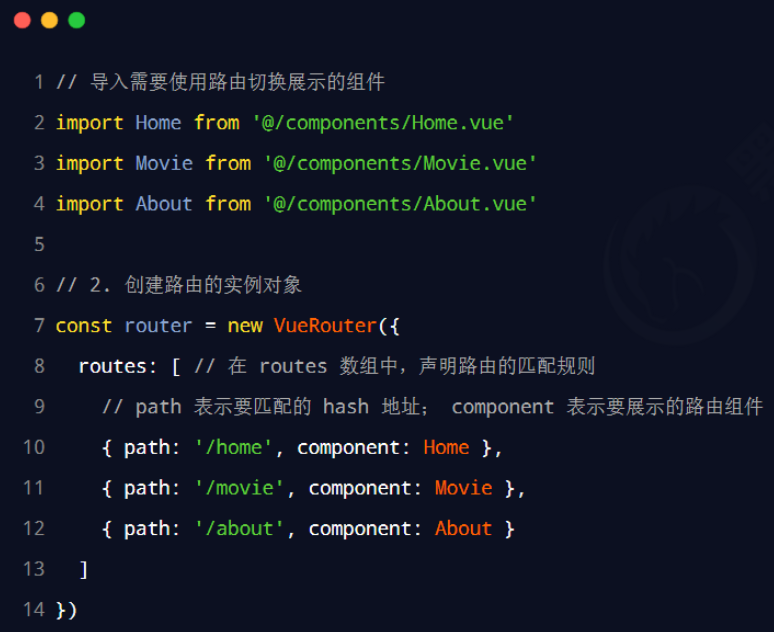 1 // 导入需要使用路由切换展示的组件
2 import Home from '@/components/Home.vue'
3 import Movie from '@/components/Movie.vue'
4 import About from '@/components/About.vue'
5
6 // 2. 创建路由的实例对象
7 const router = new VueRouter({
8   routes: [ // 在 routes 数组中，声明路由的匹配规则
9     // path 表示要匹配的 hash 地址； component 表示要展示的路由组件
10     { path: '/home', component: Home },
11     { path: '/movie', component: Movie },
12     { path: '/about', component: About }
13   ]
14 })